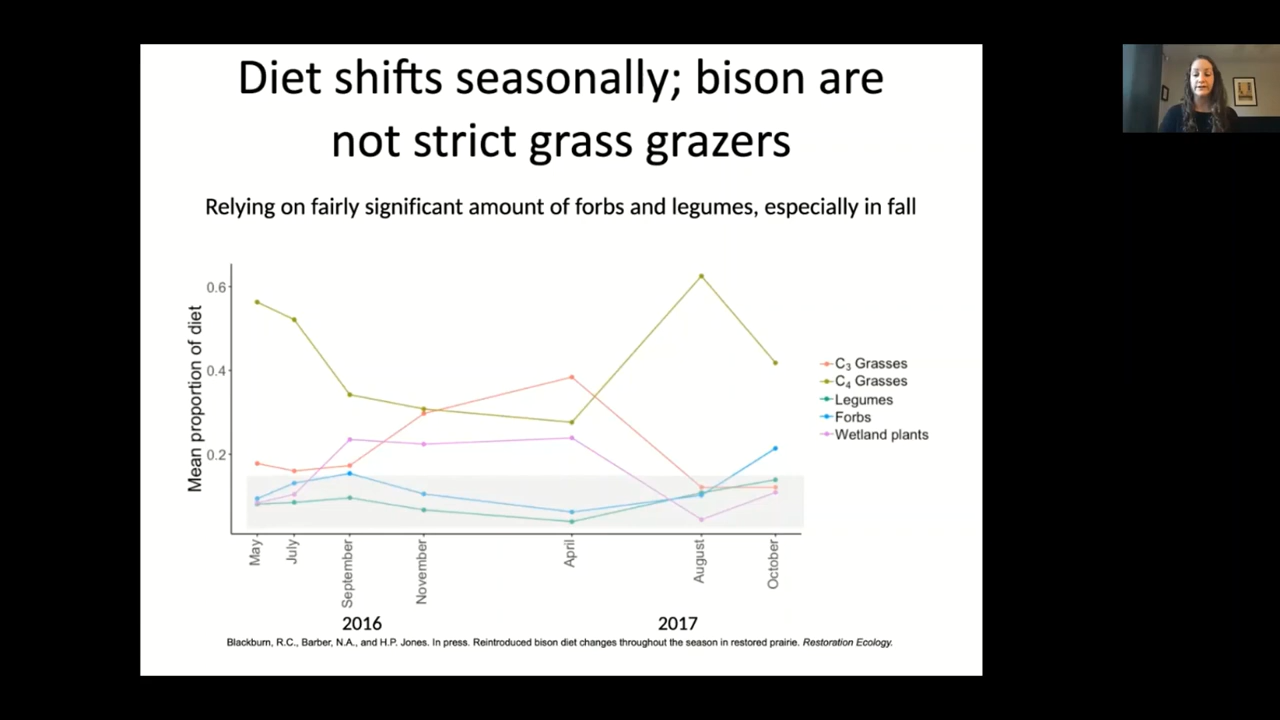 Diet shifts seasonally; bison are
not strict grass grazers
Relying on fairly significant amount of forbs and legumes, especially in fall
Mean proportion of diet
0.6
0.4
0.2
C3 Grasses
C4 Grasses
Legumes
Forbs
Wetland plants
May
July
September
November
April
August
October
2016
2017
Blackburn, R.C., Barber, N.A., and H.P. Jones. In press. Reintroduced bison diet changes throughout the season in restored prairie. Restoration Ecology.